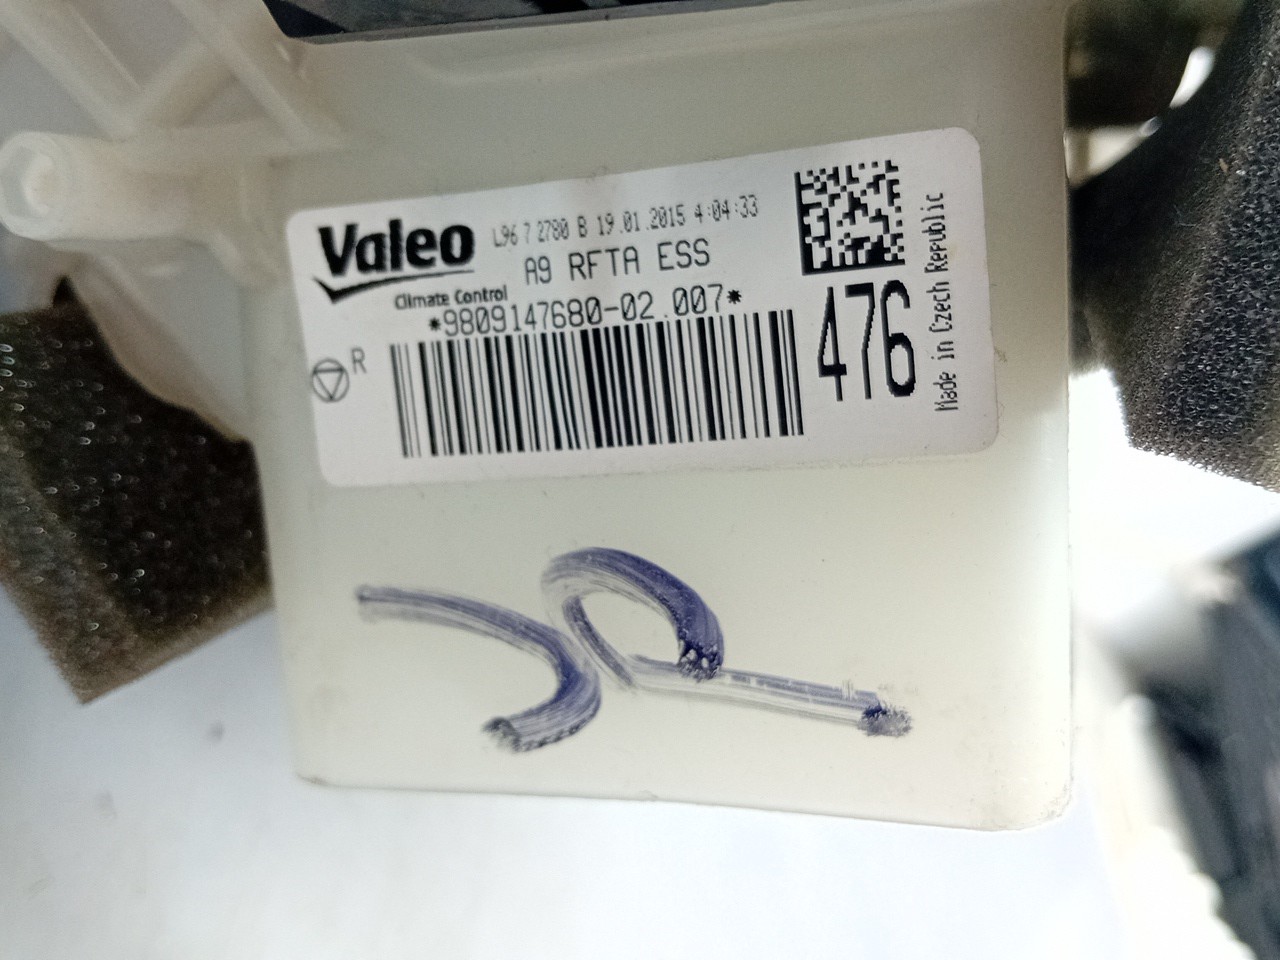 Valeo
Climate Control
L96 7 2780 B 19.01.2015 4:04:33
A9 RFTA ESS
*9809147680-02.007*
R
476
Made in Czech Republic